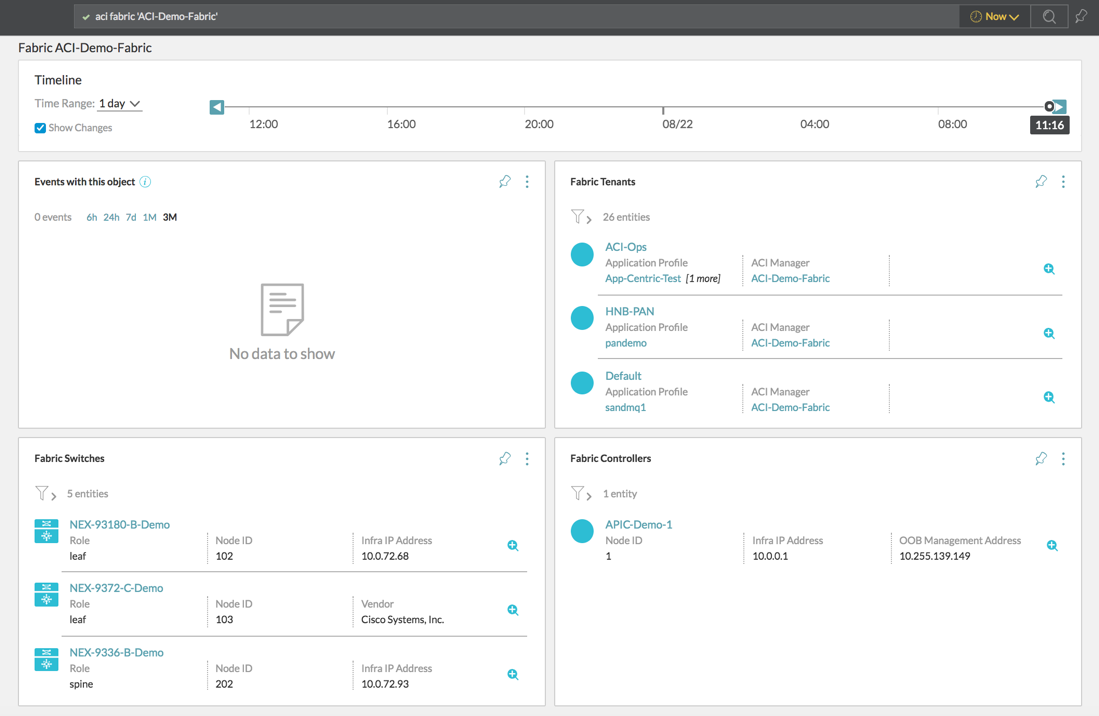 aci fabric 'ACI-Demo-Fabric'
Now
Fabric ACI-Demo-Fabric
Timeline
Time Range: 1 day
Show Changes
12:00 16:00 20:00 08/22 04:00 08:00 11:16
Events with this object
0 events 6h 24h 7d 1M 3M
No data to show
Fabric Tenants
26 entities
ACI-Ops
Application Profile ACI Manager
App-Centric-Test [1 more] ACI-Demo-Fabric
HNB-PAN
Application Profile ACI Manager
pandemo ACI-Demo-Fabric
Default
Application Profile ACI Manager
sandmq1 ACI-Demo-Fabric
Fabric Switches
5 entities
NEX-93180-B-Demo
Role Node ID Infra IP Address
leaf 102 10.0.72.68
NEX-9372-C-Demo
Role Node ID Vendor
leaf 103 Cisco Systems, Inc.
NEX-9336-B-Demo
Role Node ID Infra IP Address
spine 202 10.0.72.93
Fabric Controllers
1 entity
APIC-Demo-1
Node ID Infra IP Address OOB Management Address
1 10.0.0.1 10.255.139.149